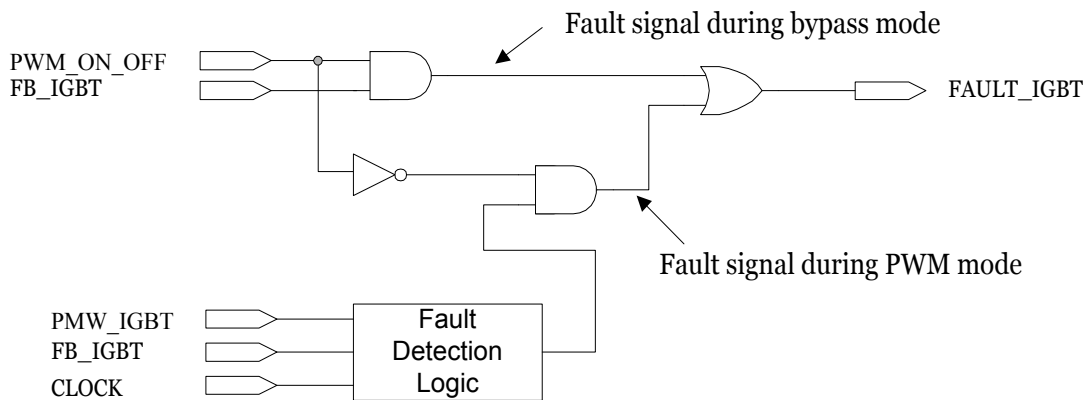 Fault signal during bypass mode
PWM_ON_OFF
FB_IGBT
FAULT_IGBT
Fault signal during PWM mode
PMW_IGBT
FB_IGBT
CLOCK
Fault
Detection
Logic